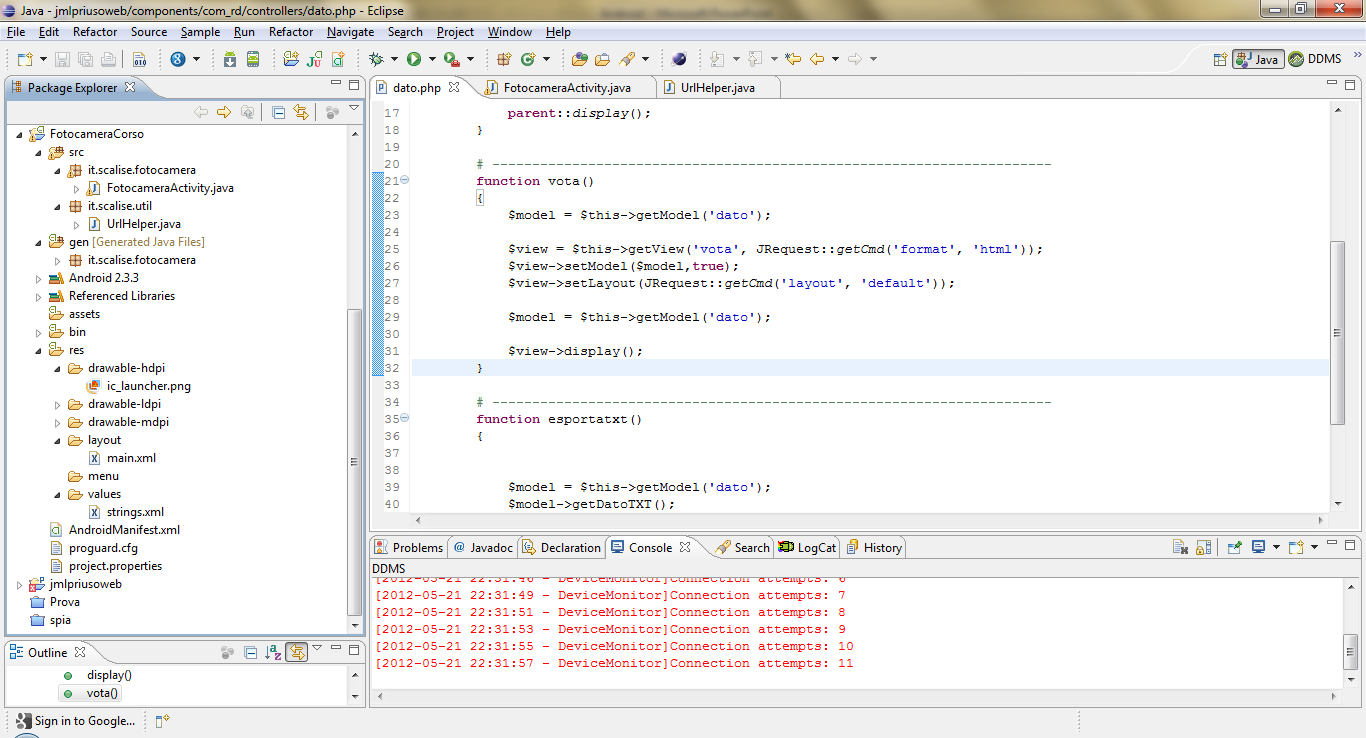 Java - jmlpriusoweb/components/com_rd/controllers/dato.php - Eclipse
File Edit Refactor Source Sample Run Refactor Navigate Search Project Window Help
Java DDMS
Package Explorer
dato.php FotocameraActivity.java UrlHelper.java
FotocameraCorso
src
it.scalise.fotocamera
FotocameraActivity.java
it.scalise.util
UrlHelper.java
gen [Generated Java Files]
it.scalise.fotocamera
Android 2.3.3
Referenced Libraries
assets
bin
res
drawable-hdpi
ic_launcher.png
drawable-ldpi
drawable-mdpi
layout
main.xml
menu
values
strings.xml
AndroidManifest.xml
proguard.cfg
project.properties
jmlpriusoweb
Prova
spia
17 parent::display();
18 }
19
20 # ----------------------------------------------------------------------
21 function vota()
22 {
23 $model = $this->getModel('dato');
24
25 $view = $this->getView('vota', JRequest::getCmd('format', 'html'));
26 $view->setModel($model,true);
27 $view->setLayout(JRequest::getCmd('layout', 'default'));
28
29 $model = $this->getModel('dato');
30
31 $view->display();
32 }
33
34 # ----------------------------------------------------------------------
35 function esportatxt()
36 {
37
38
39 $model = $this->getModel('dato');
40 $model->getDatoTXT();
Problems Javadoc Declaration Console Search LogCat History
DDMS
[2012-05-21 22:31:46 - DeviceMonitor]Connection attempts: 6
[2012-05-21 22:31:49 - DeviceMonitor]Connection attempts: 7
[2012-05-21 22:31:51 - DeviceMonitor]Connection attempts: 8
[2012-05-21 22:31:53 - DeviceMonitor]Connection attempts: 9
[2012-05-21 22:31:55 - DeviceMonitor]Connection attempts: 10
[2012-05-21 22:31:57 - DeviceMonitor]Connection attempts: 11
Outline
display()
vota()
Sign in to Google...